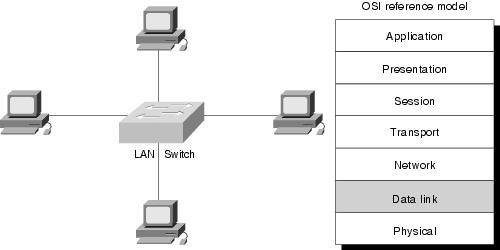 OSI reference model
Application
Presentation
Session
Transport
Network
Data link
Physical
LAN Switch